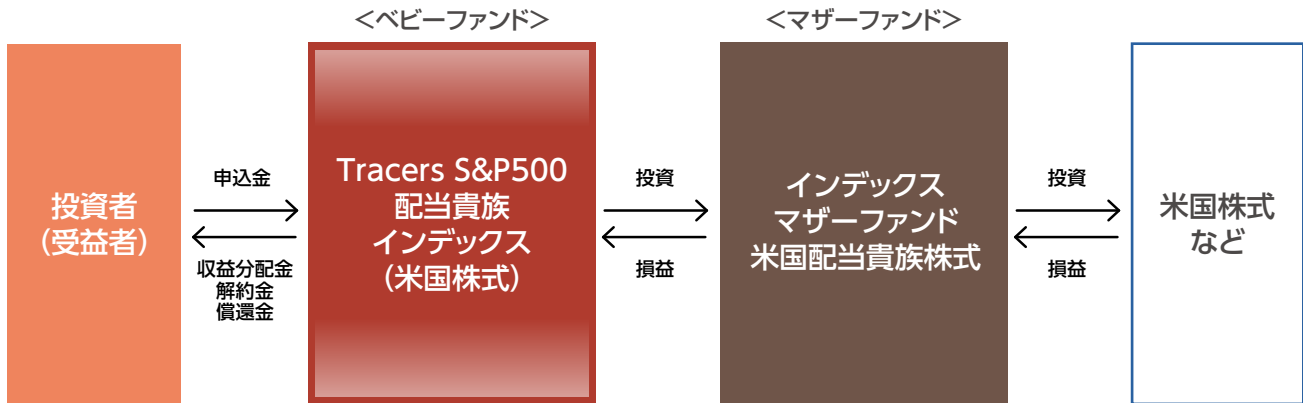 ＜ベビーファンド＞
＜マザーファンド＞
投資者
（受益者）
申込金
収益分配金
解約金
償還金
Tracers S&P500
配当貴族
インデックス
（米国株式）
投資
損益
インデックス
マザーファンド
米国配当貴族株式
投資
損益
米国株式
など